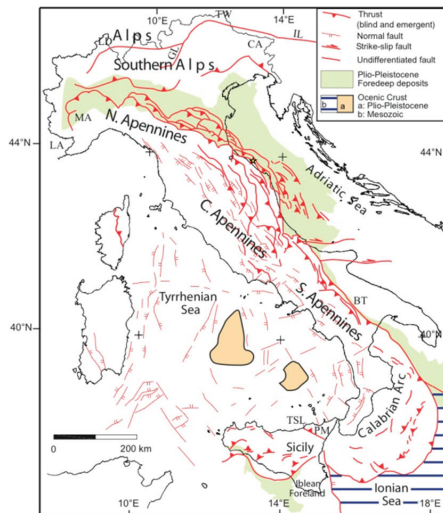 10°E
14°E
TW
IL
Alps
GL
CA
Southern Alps
MA
LA
N. Apennines
44°N
44°N
Adriatic Sea
C. Apennines
Tyrrhenian
Sea
S. Apennines
BT
40°N
40°N
Calabrian Arc
TSL
PM
Sicily
Iblean
Foreland
Ionian
Sea
0
200 km
10°E
14°E
18°E
Thrust
(blind and emergent)
Normal fault
Strike-slip fault
Undifferentiated fault
Plio-Pleistocene
Foredeep deposits
b
a
Ocenic Crust
a: Plio-Pleistocene
b: Mesozoic